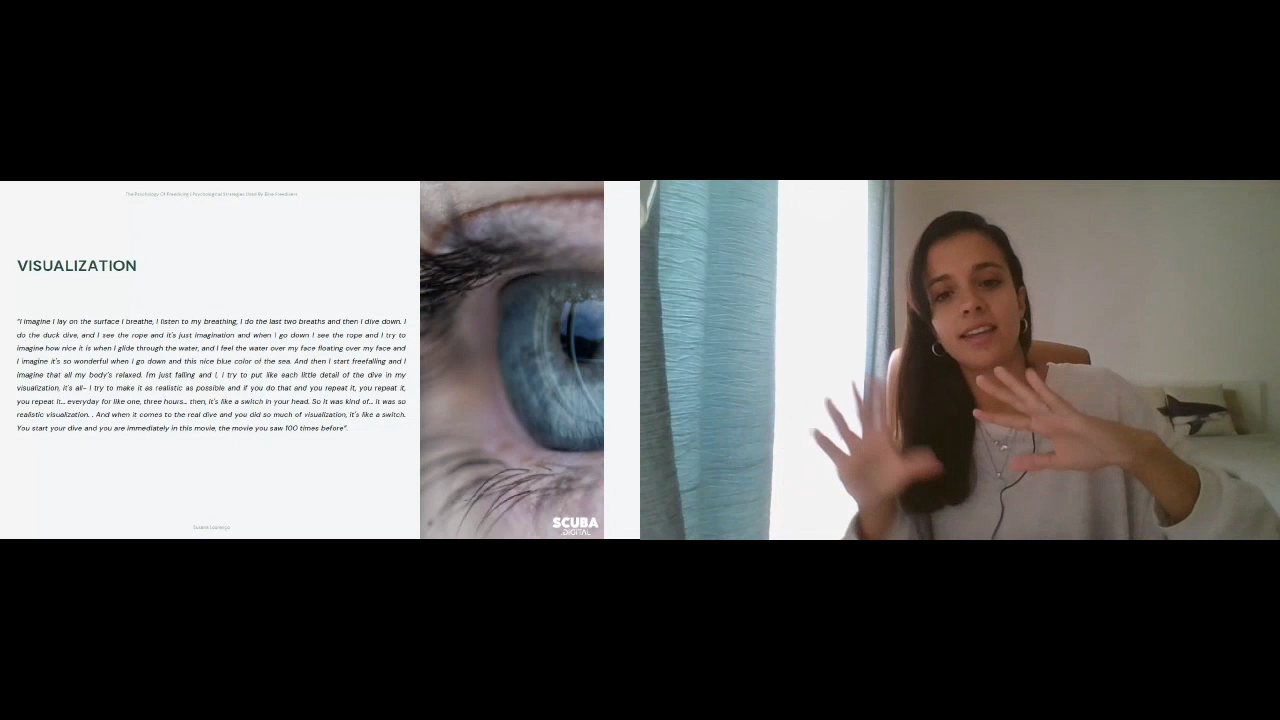 The Psychology Of Freediving | Psychological Strategies Used By Elite Freedivers
VISUALIZATION
"I imagine I lay on the surface I breathe, I listen to my breathing, I do the last two breaths and then I dive down. I
do the duck dive, and I see the rope and it's just imagination and when I go down I see the rope and I try to
imagine how nice it is when I glide through the water, and I feel the water over my face floating over my face and
I imagine it's so wonderful when I go down and this nice blue color of the sea. And then I start freefalling and I
imagine that all my body's relaxed. I'm just falling and I, I try to put like each little detail of the dive in my
visualization, it's all- I try to make it as realistic as possible and if you do that and you repeat it, you repeat it,
you repeat it... everyday for like one, three hours... then, it's like a switch in your head. So it was kind of... it was so
realistic visualization. . And when it comes to the real dive and you did so much of visualization, it's like a switch.
You start your dive and you are immediately in this movie, the movie you saw 100 times before".
Susana Lourenço
SCUBA
DIGITAL